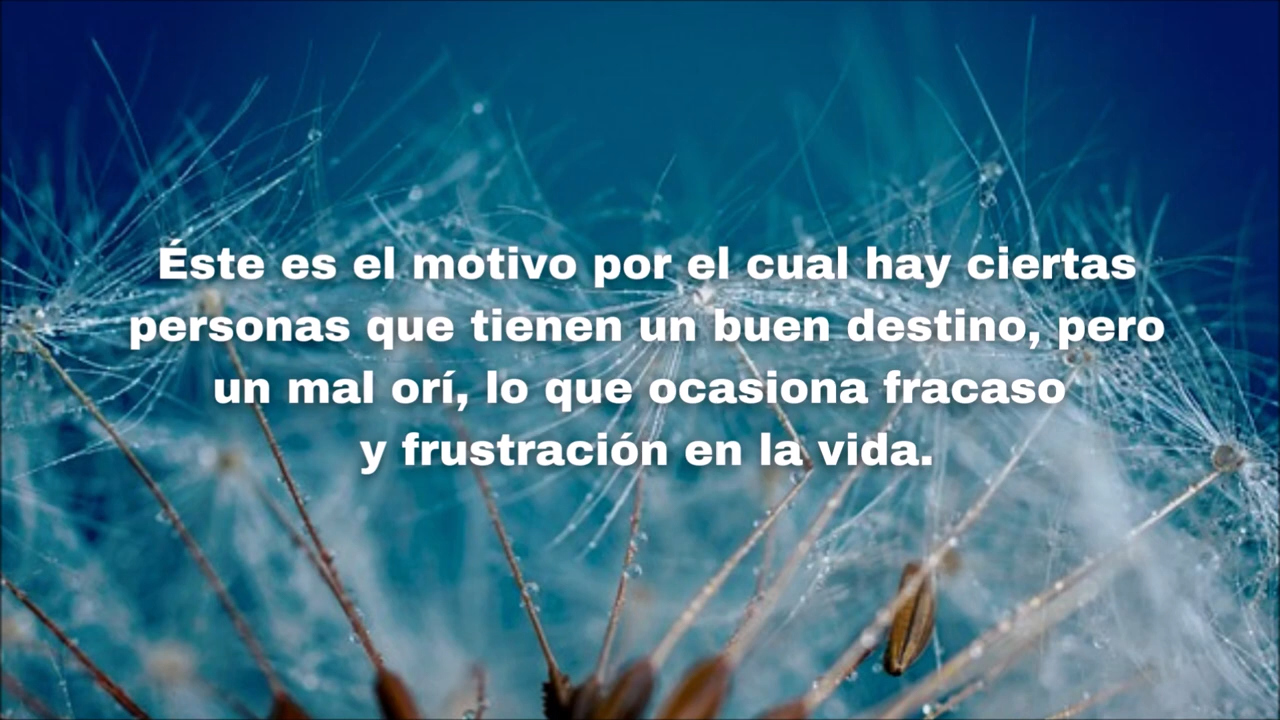 Éste es el motivo por el cual hay ciertas
personas que tienen un buen destino, pero
un mal orí, lo que ocasiona fracaso
y frustración en la vida.